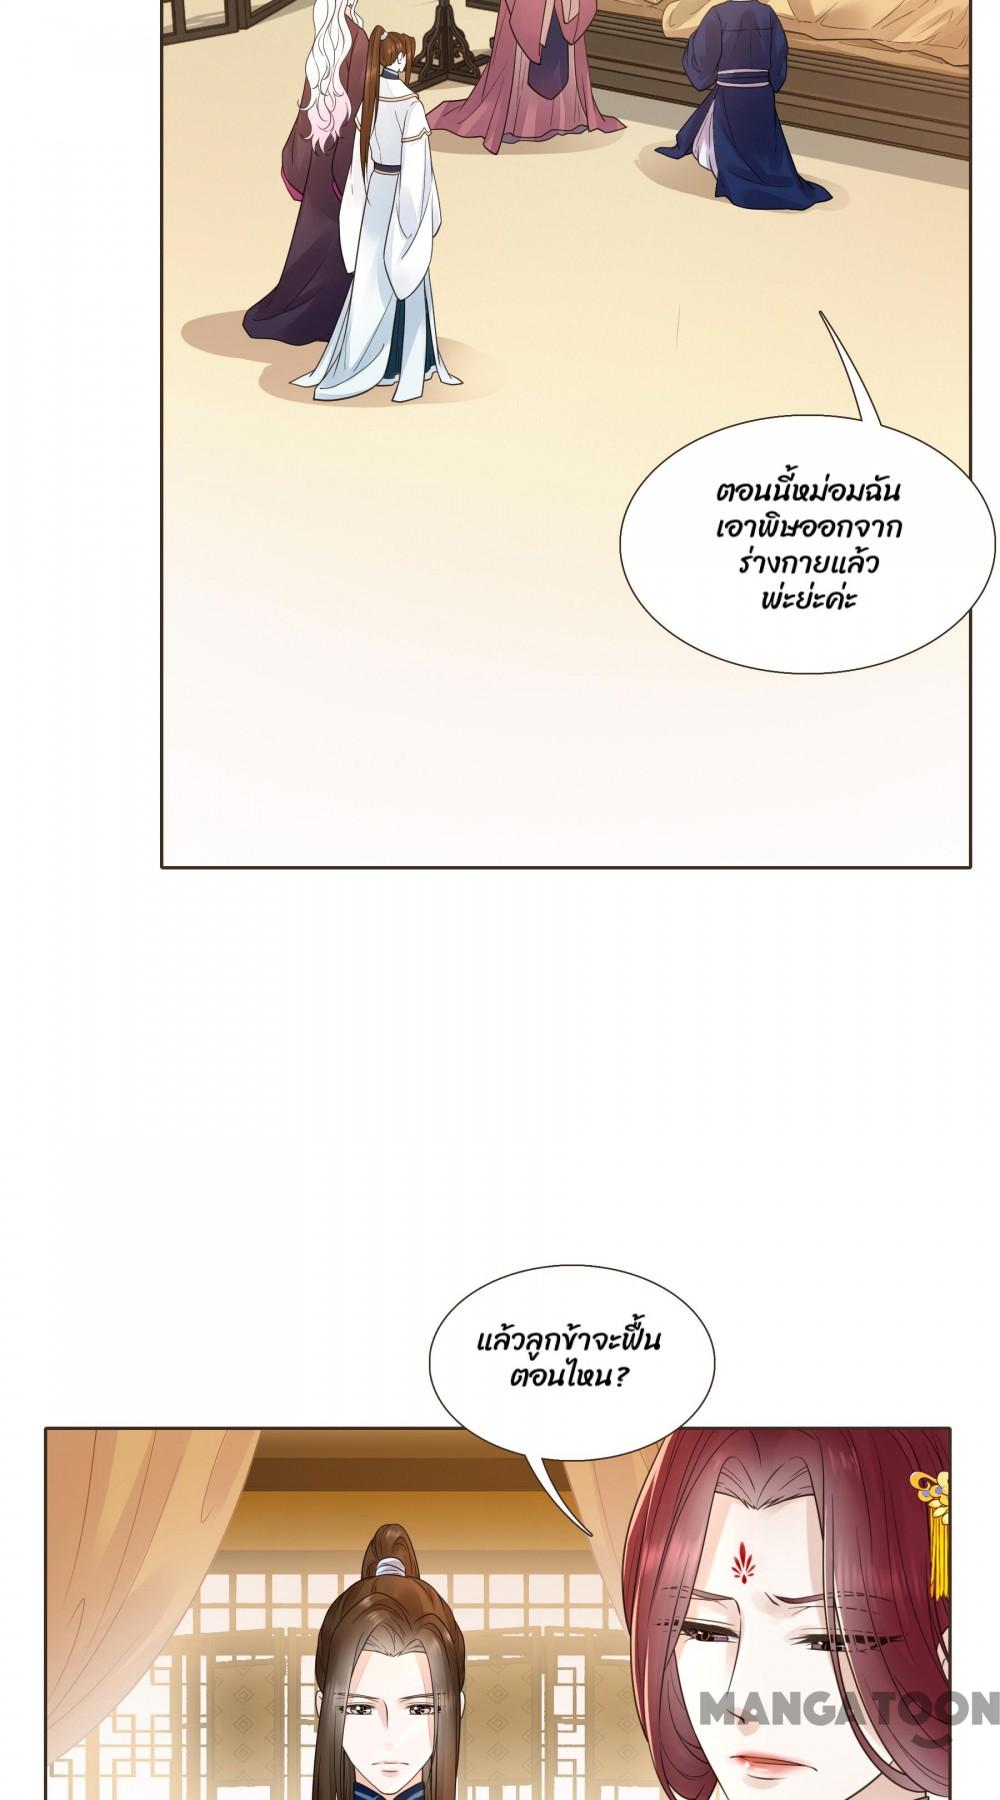 ตอนนี้หม่อมฉัน
เอาพิษออกจาก
ร่างกายแล้ว
พ่ะย่ะค่ะ
แล้วลูกข้าจะฟื้น
ตอนไหน?
MANGATOON